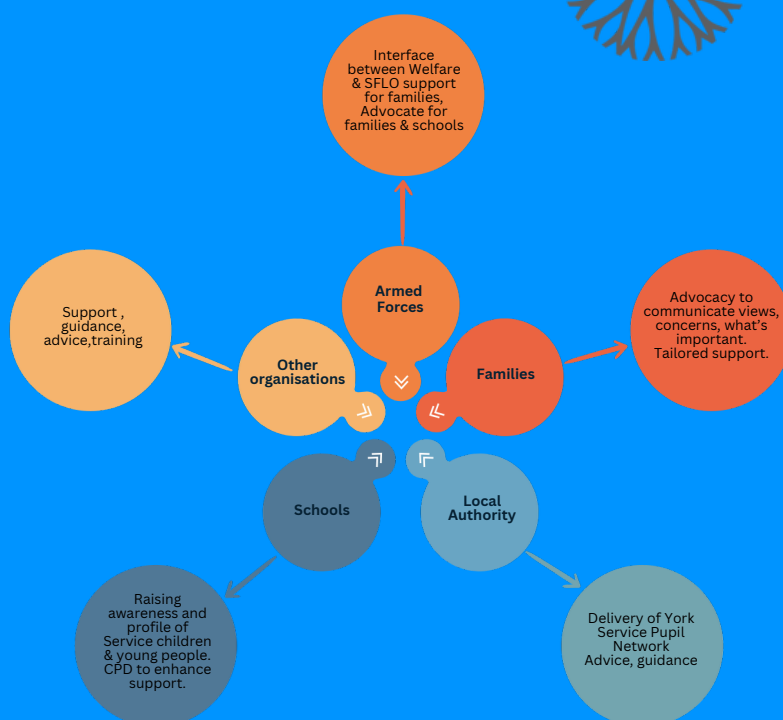 Interface
between Welfare
& SFLO support
for families,
Advocate for
families & schools
Armed
Forces
Support ,
guidance,
advice,training
Other
organisations
Families
Advocacy to
communicate views,
concerns, what's
important.
Tailored support.
Schools
Local
Authority
Raising
awareness and
profile of
Service children
& young people.
CPD to enhance
support.
Delivery of York
Service Pupil
Network
Advice, guidance